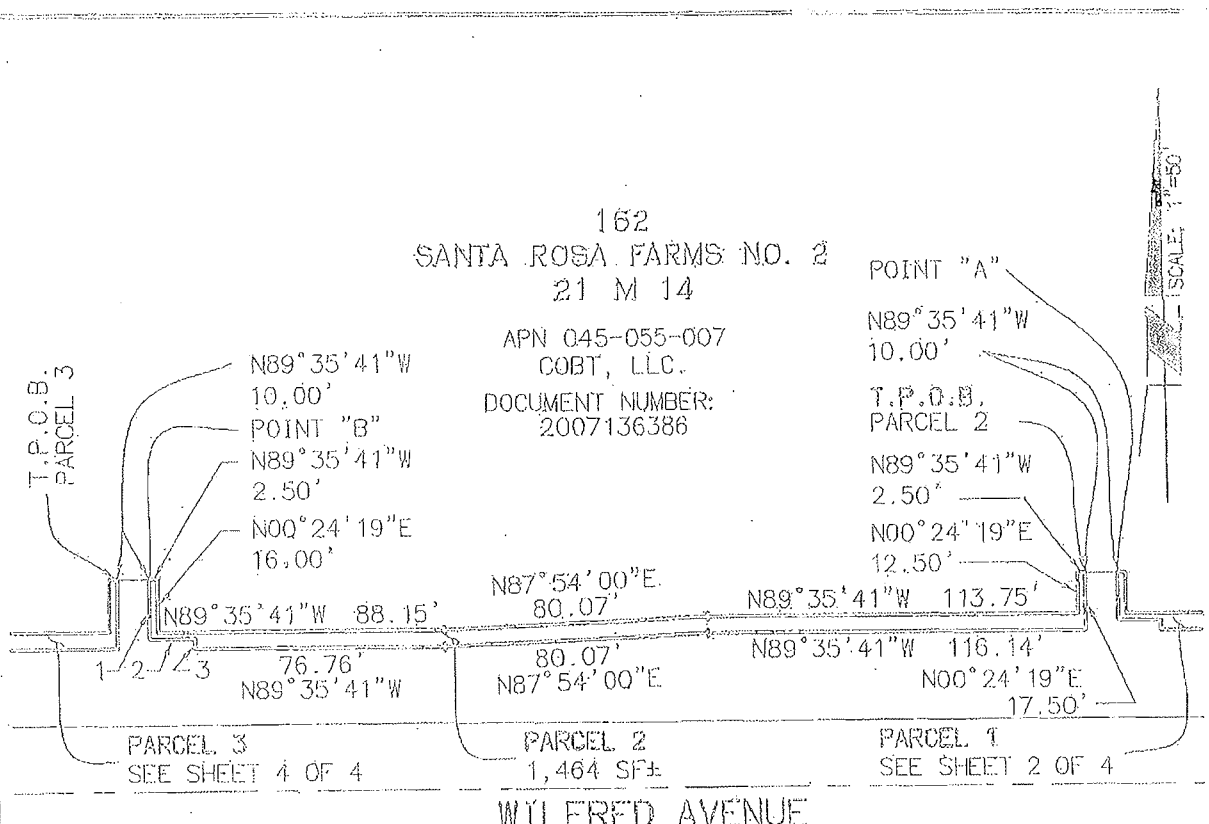 162
SANTA ROSA FARMS NO. 2
21 M 14
APN 045-055-007
COBT, LLC.
DOCUMENT NUMBER:
2007136386
SCALE: 1"=50'
T.P.O.B.
PARCEL 3
N89°35'41"W
10.00'
POINT "B"
N89°35'41"W
2.50'
N00°24'19"E
16.00'
POINT "A"
N89°35'41"W
10.00'
T.P.O.B.
PARCEL 2
N89°35'41"W
2.50'
N00°24'19"E
12.50'
N89°35'41"W 88.15'
N87°54'00"E
80.07'
N89°35'41"W 113.75'
1 2 3
76.76'
N89°35'41"W
80.07'
N87°54'00"E
N89°35'41"W 116.14'
N00°24'19"E
17.50'
PARCEL 3
SEE SHEET 4 OF 4
PARCEL 2
1,464 SF±
PARCEL 1
SEE SHEET 2 OF 4
WILFRED AVENUE